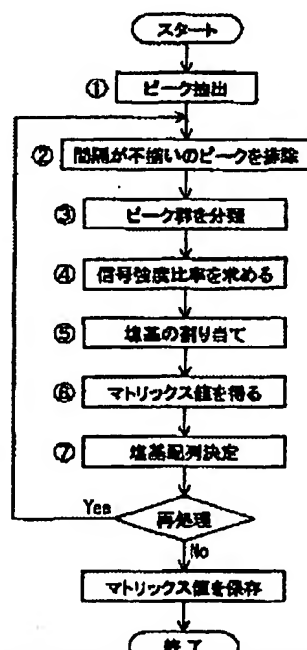 スタート
① ピーク抽出
② 間隔が不揃いのピークを排除
③ ピーク群を分類
④ 信号強度比率を求める
⑤ 塩基の割り当て
⑥ マトリックス値を得る
⑦ 塩基配列決定
Yes
再処理
No
マトリックス値を保存
終了